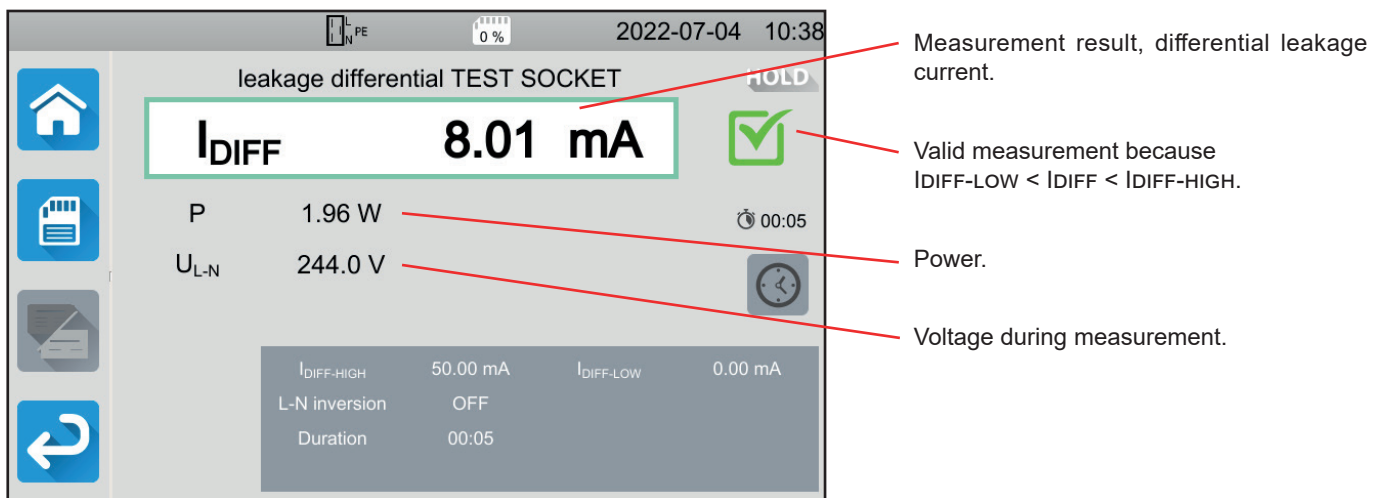 L
N PE
0 %
2022-07-04 10:38
leakage differential TEST SOCKET
HOLD
IDIFF 8.01 mA
P 1.96 W
00:05
UL-N 244.0 V
IDIFF-HIGH 50.00 mA IDIFF-LOW 0.00 mA
L-N inversion OFF
Duration 00:05
Measurement result, differential leakage
current.
Valid measurement because
IDIFF-LOW < IDIFF < IDIFF-HIGH.
Power.
Voltage during measurement.